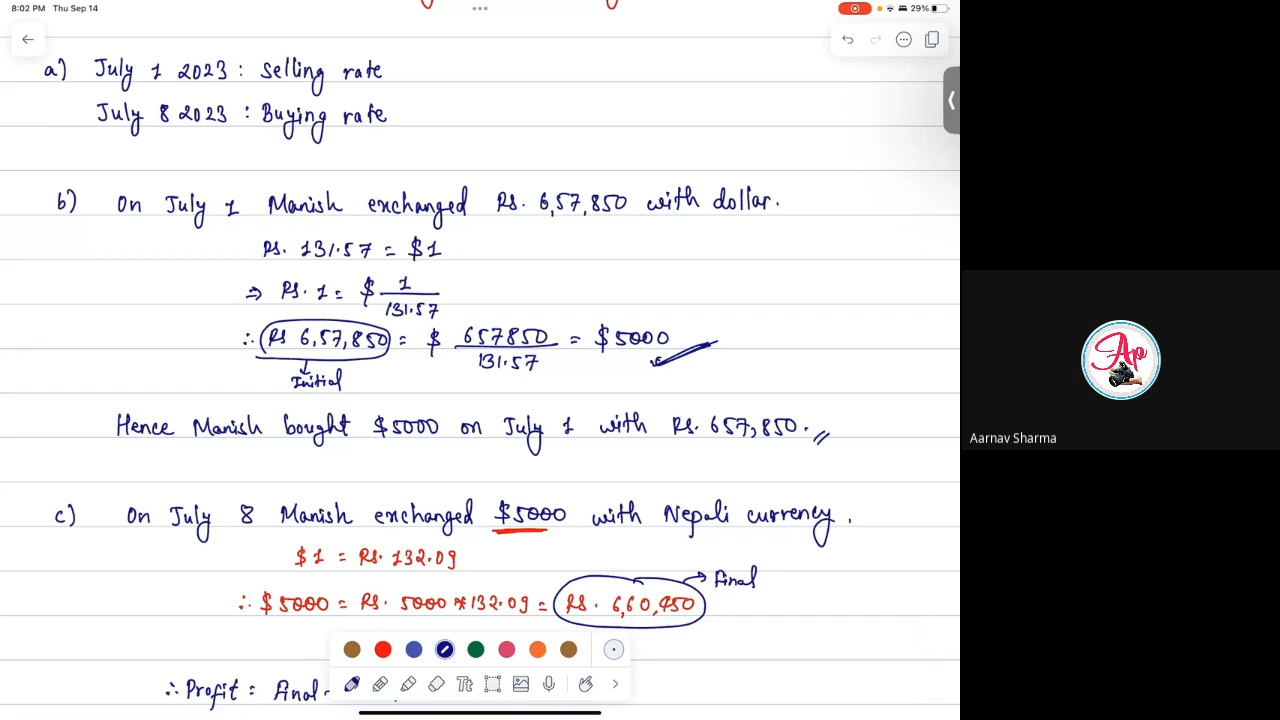 8:02 PM Thu Sep 14
29%
a) July 1 2023 : Selling rate
July 8 2023 : Buying rate
b) On July 1 Manish exchanged Rs. 6,57,850 with dollar.
Rs. 131.57 = $1
⇒ Rs. 1 = $ 1/131.57
∴ Rs 6,57,850 = $ 657850/131.57 = $5000
Initial
Hence Manish bought $5000 on July 1 with Rs. 657,850.
c) On July 8 Manish exchanged $5000 with Nepali currency.
$1 = Rs. 132.09
Final
∴ $5000 = Rs. 5000 * 132.09 = Rs. 6,60,450
Tt
∴ Profit = Final -
Ap
Aarnav Sharma